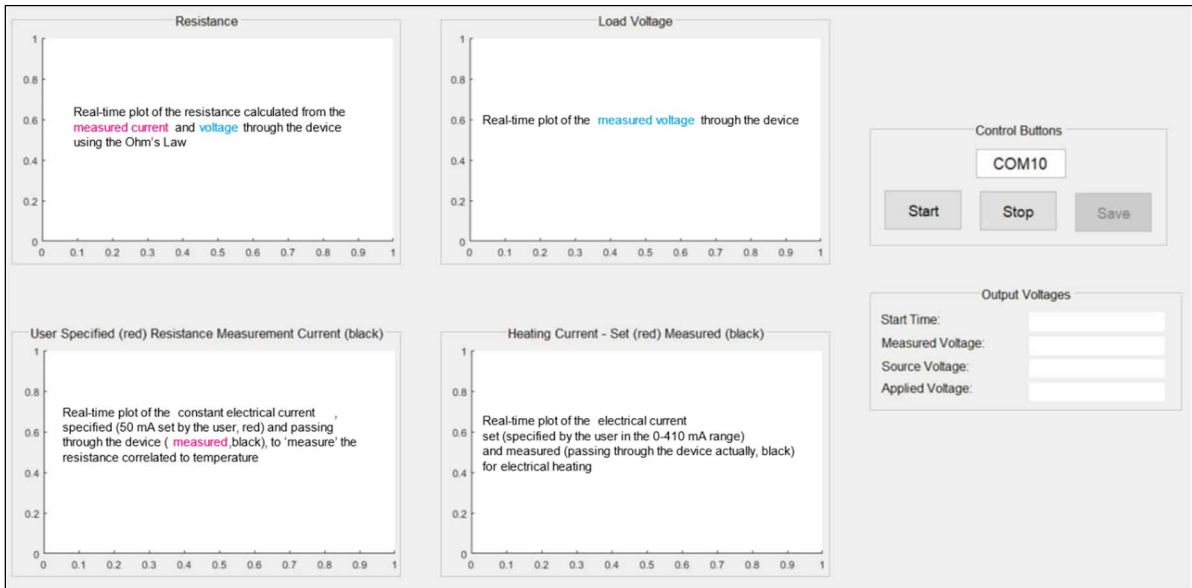 Resistance
1
0.8
0.6
0.4
0.2
0
Real-time plot of the resistance calculated from the
measured current and voltage through the device
using the Ohm's Law
0 0.1 0.2 0.3 0.4 0.5 0.6 0.7 0.8 0.9 1
Load Voltage
1
0.8
0.6
0.4
0.2
0
Real-time plot of the measured voltage through the device
0 0.1 0.2 0.3 0.4 0.5 0.6 0.7 0.8 0.9 1
Control Buttons
COM10
Start Stop Save
User Specified (red) Resistance Measurement Current (black)
1
0.8
0.6
0.4
0.2
0
Real-time plot of the constant electrical current ,
specified (50 mA set by the user, red) and passing
through the device ( measured,black), to 'measure' the
resistance correlated to temperature
0 0.1 0.2 0.3 0.4 0.5 0.6 0.7 0.8 0.9 1
Heating Current - Set (red) Measured (black)
1
0.8
0.6
0.4
0.2
0
Real-time plot of the electrical current
set (specified by the user in the 0-410 mA range)
and measured (passing through the device actually, black)
for electrical heating
0 0.1 0.2 0.3 0.4 0.5 0.6 0.7 0.8 0.9 1
Output Voltages
Start Time:
Measured Voltage:
Source Voltage:
Applied Voltage: